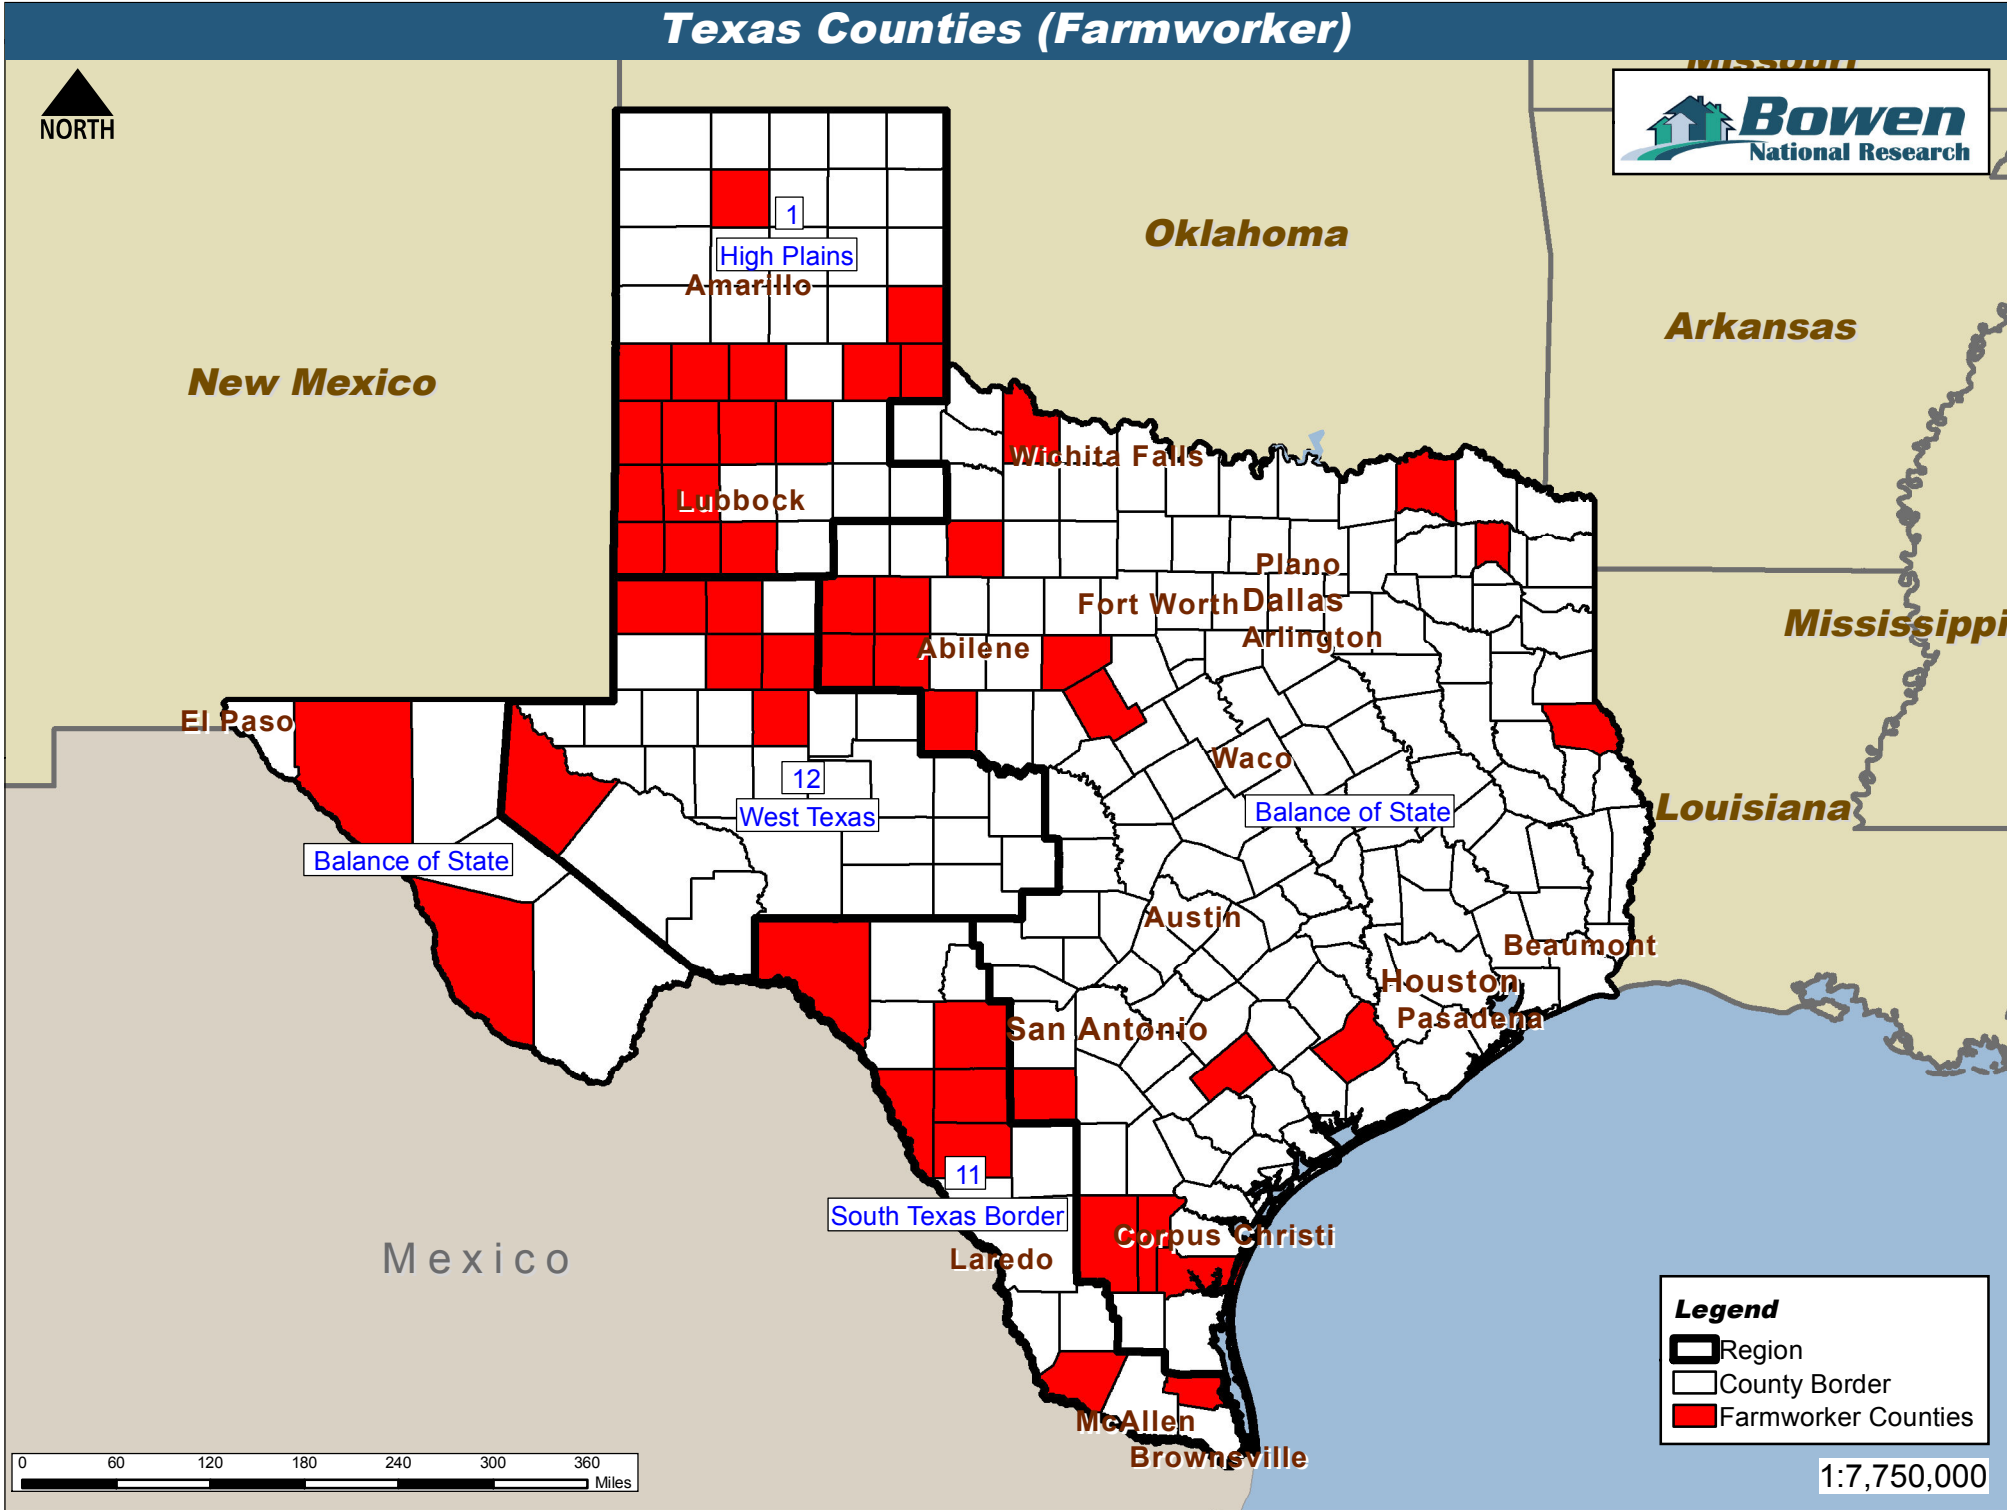 Texas Counties (Farmworker)
Missouri
NORTH
Bowen
National Research
Oklahoma
1
High Plains
Amarillo
Arkansas
New Mexico
Wichita Falls
Lubbock
Plano
Fort Worth
Dallas
Mississippi
Abilene
Arlington
El Paso
Waco
12
West Texas
Balance of State
Louisiana
Balance of State
Austin
Beaumont
Houston
San Antonio
Pasadena
11
South Texas Border
Corpus Christi
Mexico
Laredo
McAllen
Brownsville
Legend
Region
County Border
Farmworker Counties
0 60 120 180 240 300 360
Miles
1:7,750,000